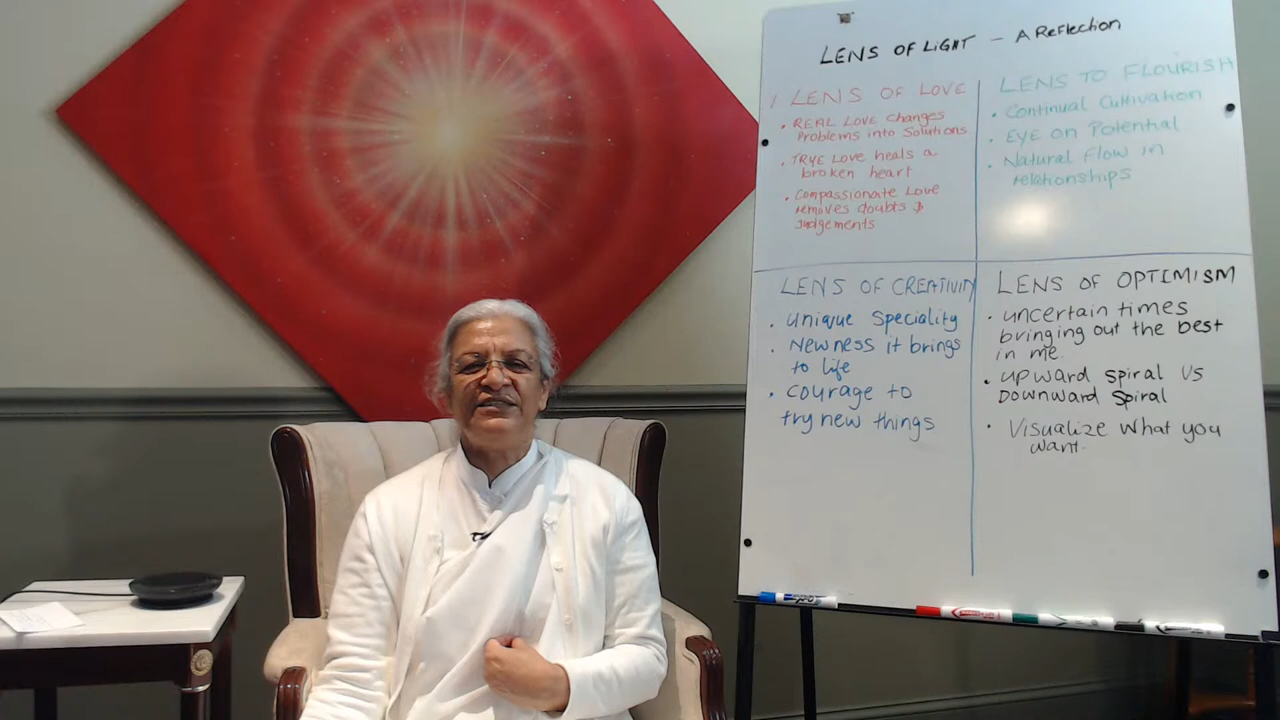 LENS OF LIGHT - A Reflection
LENS OF LOVE
• REAL LOVE changes
Problems into Solutions
• TRYE LOVE heals a
broken heart
• Compassionate Love
removes doubts &
Judgements
LENS TO FLOURISH
• Continual Cultivation
• EYE on Potential
• Natural Flow in
relationships
LENS OF CREATIVITY
• Unique Speciality
• Newness it brings
to life
• Courage to
try new things
LENS OF OPTIMISM
• uncertain times
bringing out the best
in me.
• upward spiral VS
Downward spiral
• Visualize what you
want.